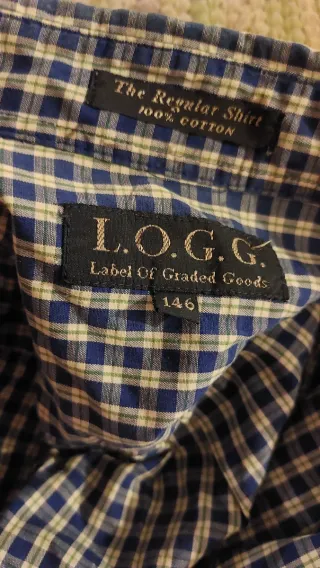 The Regular Shirt
100% COTTON
L.O.G.G.
Label Of Graded Goods
146